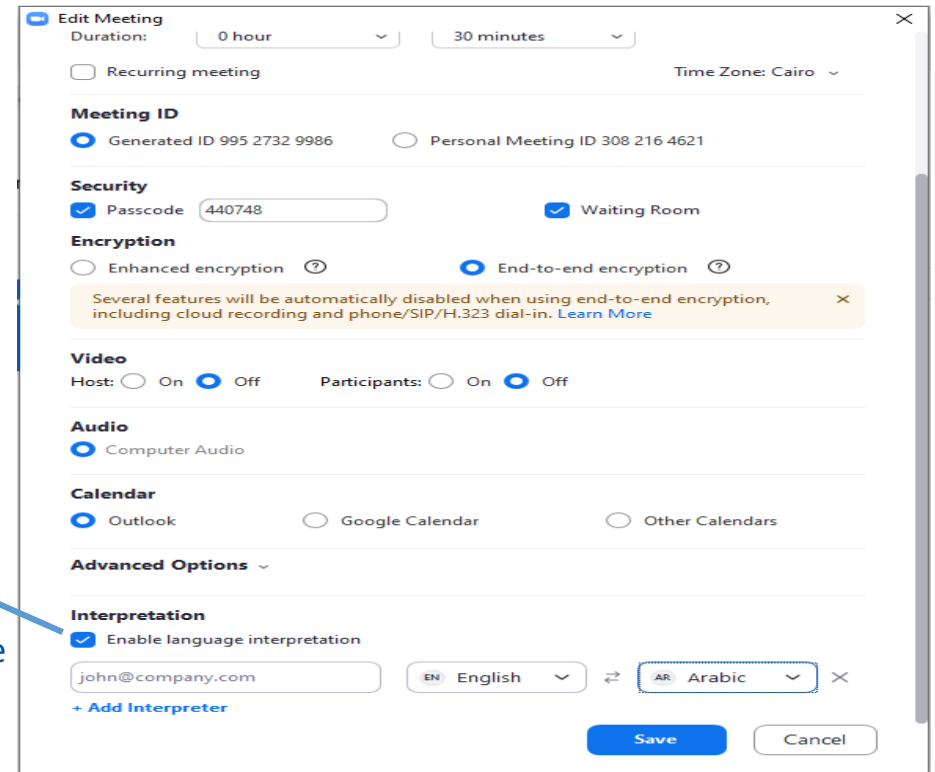 Edit Meeting
Duration: 0 hour 30 minutes
Recurring meeting Time Zone: Cairo
Meeting ID
Generated ID 995 2732 9986 Personal Meeting ID 308 216 4621
Security
Passcode 440748 Waiting Room
Encryption
Enhanced encryption ? End-to-end encryption ?
Several features will be automatically disabled when using end-to-end encryption,
including cloud recording and phone/SIP/H.323 dial-in. Learn More
Video
Host: On Off Participants: On Off
Audio
Computer Audio
Calendar
Outlook Google Calendar Other Calendars
Advanced Options
Interpretation
Enable language interpretation
john@company.com EN English AR Arabic
+ Add Interpreter
Save Cancel